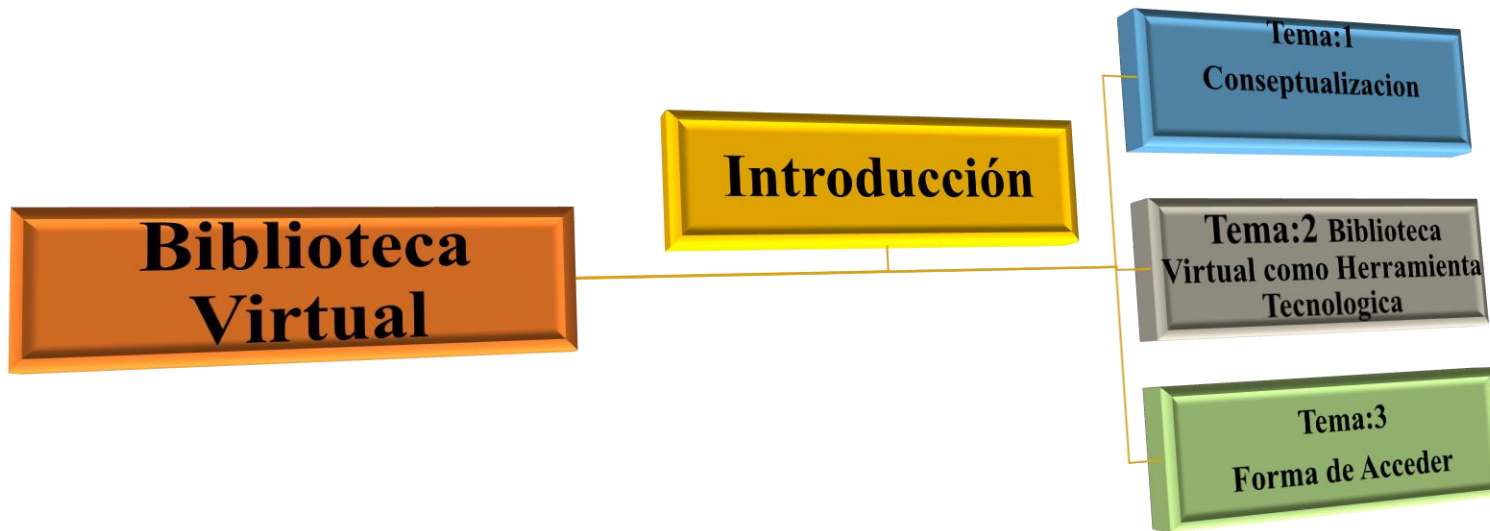 Biblioteca
Virtual
Introducción
Tema:1
Conseptualizacion
Tema:2 Biblioteca
Virtual como Herramienta
Tecnologica
Tema:3
Forma de Acceder